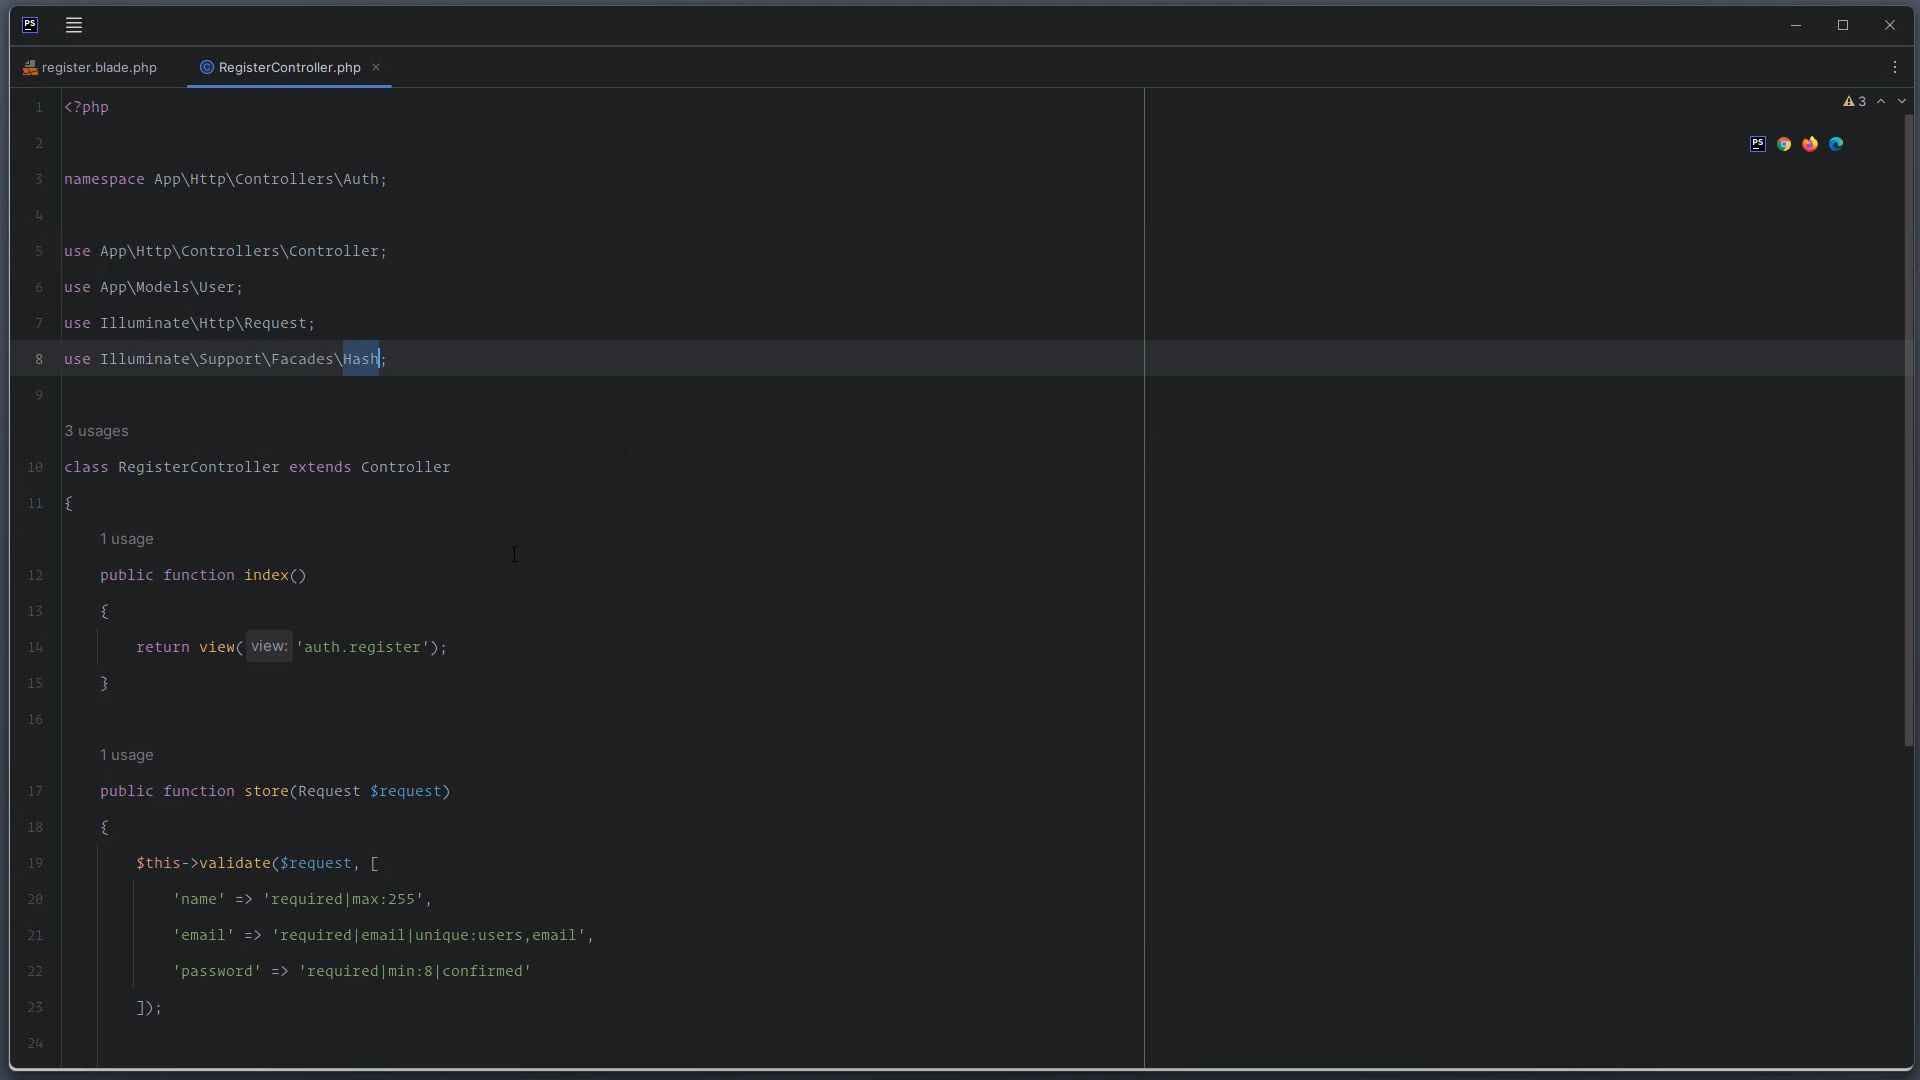 PS
register.blade.php
RegisterController.php
3
1 <?php
2
PS
3 namespace App\Http\Controllers\Auth;
4
5 use App\Http\Controllers\Controller;
6 use App\Models\User;
7 use Illuminate\Http\Request;
8 use Illuminate\Support\Facades\Hash;
9
3 usages
10 class RegisterController extends Controller
11 {
1 usage
12 public function index()
13 {
14 return view( view: 'auth.register');
15 }
16
1 usage
17 public function store(Request $request)
18 {
19 $this->validate($request, [
20 'name' => 'required|max:255',
21 'email' => 'required|email|unique:users,email',
22 'password' => 'required|min:8|confirmed'
23 ]);
24